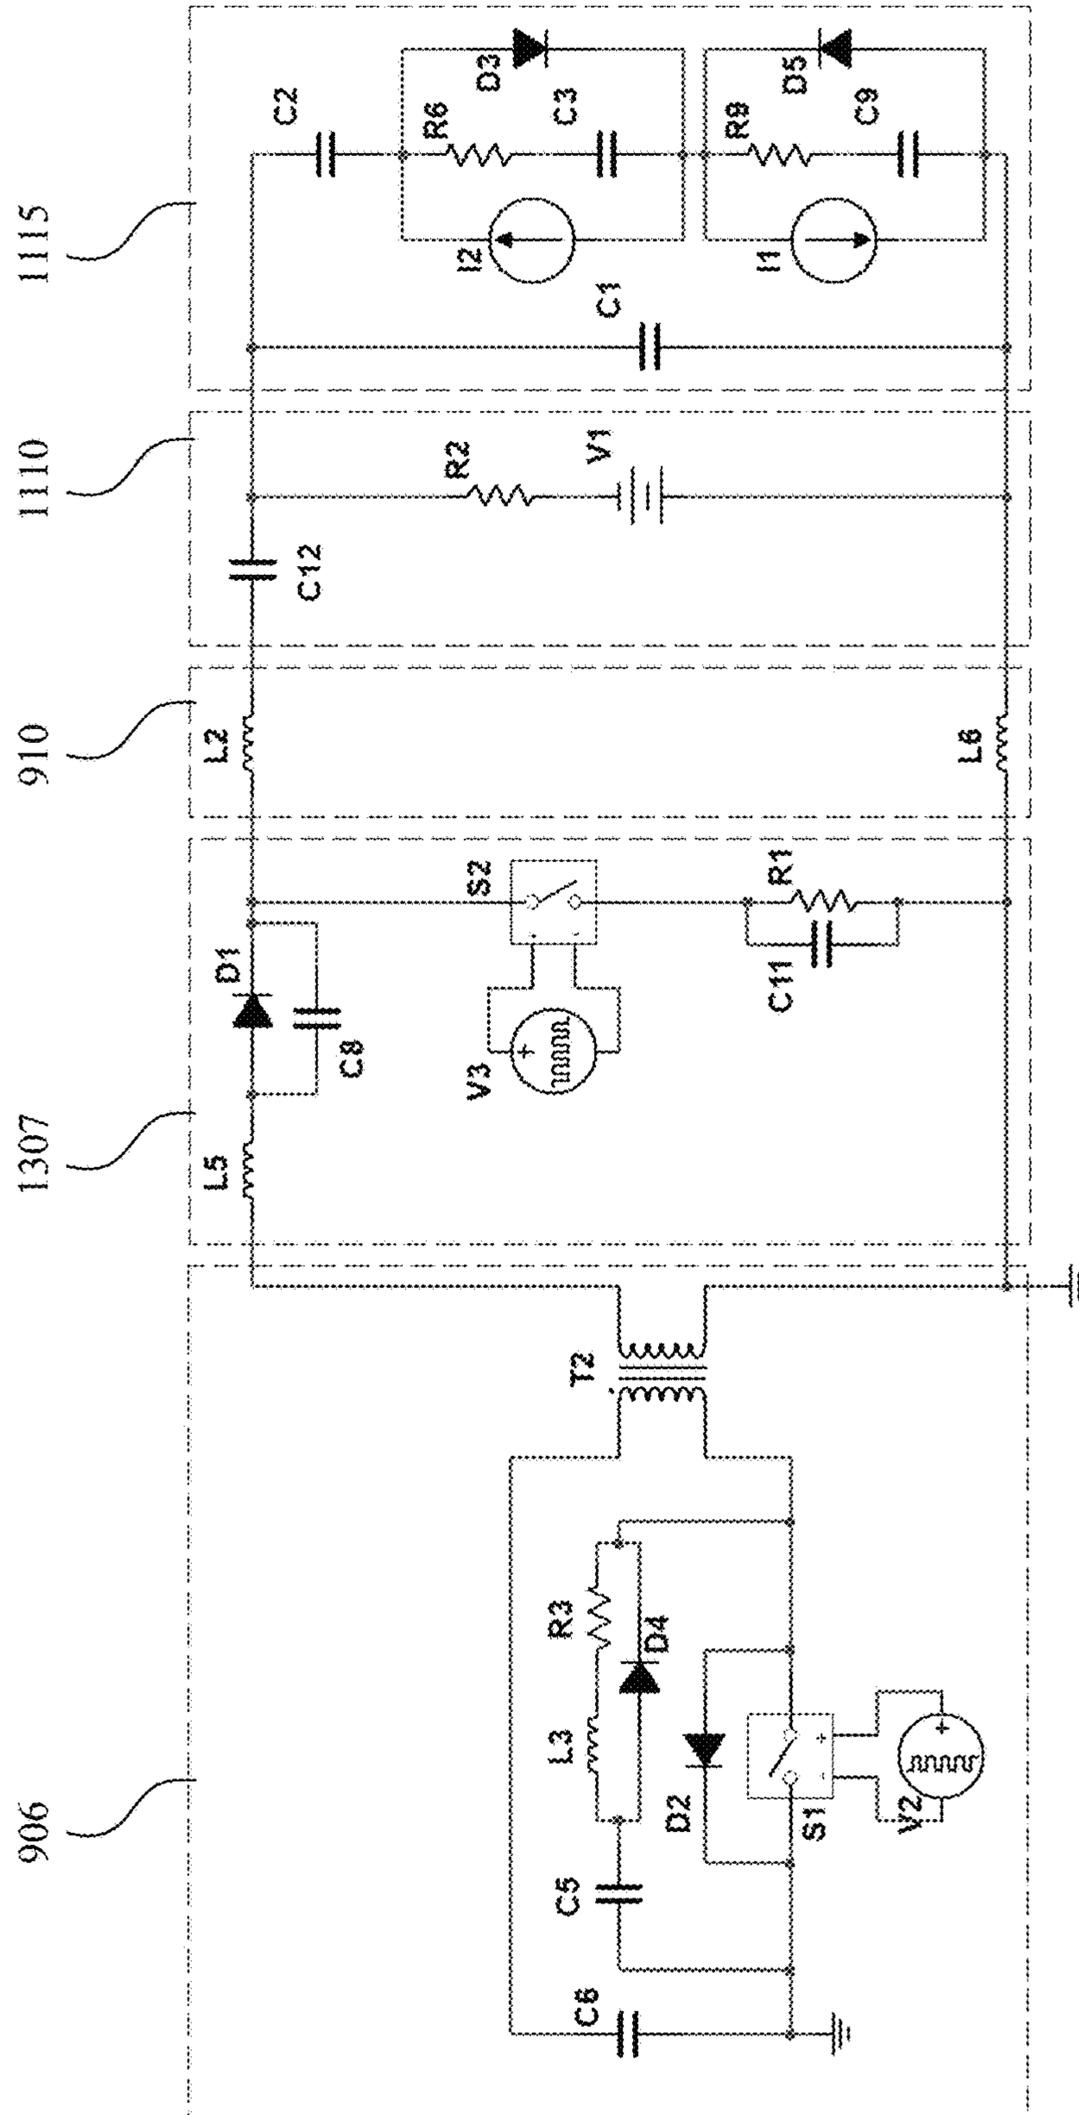 1115
1110
910
1307
906
C2
D3
R6
C3
I2
D5
R9
C9
I1
C1
R2
V1
C12
L2
L6
D1
C8
L5
S2
V3
+
-
C11
R1
T2
R3
D4
L3
C5
D2
S1
+
-
V2
+
C6